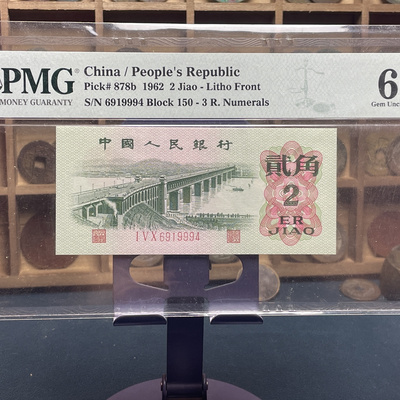 PMG
MONEY GUARANTY
China / People's Republic
Pick# 878b 1962 2 Jiao - Litho Front
S/N 6919994 Block 150 - 3 R. Numerals
6
Gem Unc
中國人民銀行
貳角
2
ER
JIAO
I V X 6919994